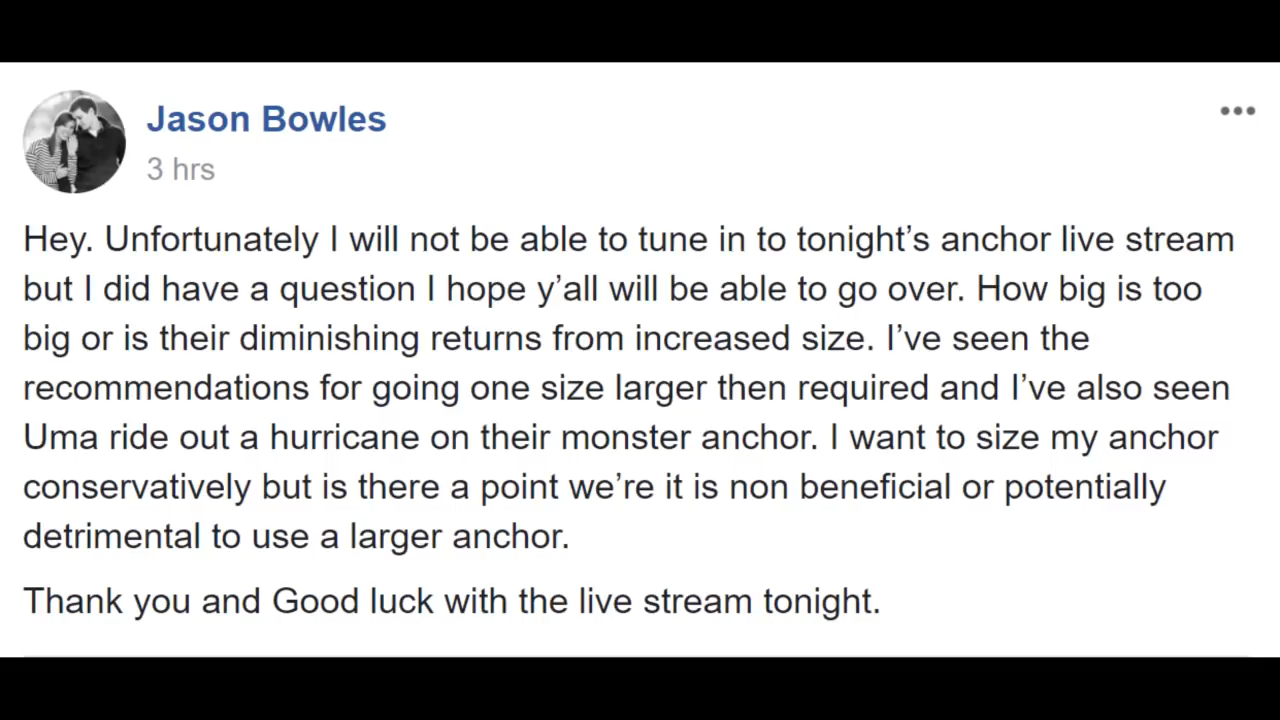 Jason Bowles
3 hrs
Hey. Unfortunately I will not be able to tune in to tonight’s anchor live stream
but I did have a question I hope y’all will be able to go over. How big is too
big or is their diminishing returns from increased size. I’ve seen the
recommendations for going one size larger then required and I’ve also seen
Uma ride out a hurricane on their monster anchor. I want to size my anchor
conservatively but is there a point we’re it is non beneficial or potentially
detrimental to use a larger anchor.
Thank you and Good luck with the live stream tonight.